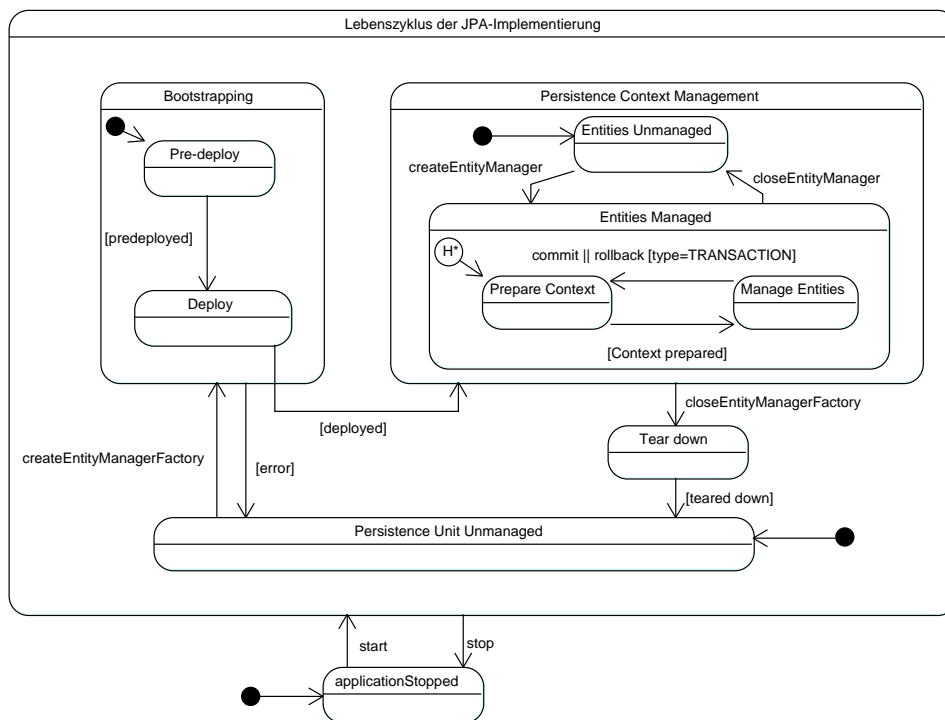 Lebenszyklus der JPA-Implementierung
Bootstrapping
Persistence Context Management
Pre-deploy
Entities Unmanaged
createEntityManager
closeEntityManager
Entities Managed
[predeployed]
H*
commit || rollback [type=TRANSACTION]
Prepare Context
Manage Entities
Deploy
[Context prepared]
[deployed]
closeEntityManagerFactory
Tear down
createEntityManagerFactory
[error]
[teared down]
Persistence Unit Unmanaged
start
stop
applicationStopped